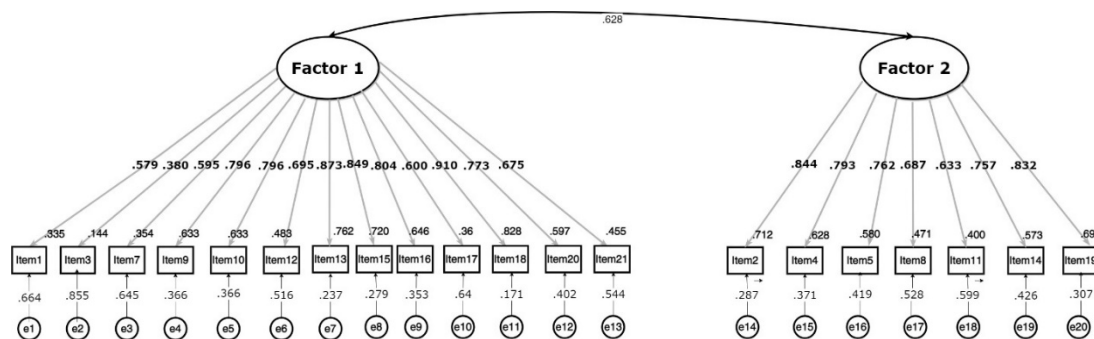 .628
Factor 1 Factor 2
.579 .380 .595 .796 .796 .695 .873 .849 .804 .600 .910 .773 .675 .844 .793 .762 .687 .633 .757 .832
.335 .144 .354 .633 .633 .483 .762 .720 .646 .36 .828 .597 .455 .712 .628 .580 .471 .400 .573 .69
Item1 Item3 Item7 Item9 Item10 Item12 Item13 Item15 Item16 Item17 Item18 Item20 Item21 Item2 Item4 Item5 Item8 Item11 Item14 Item19
.664 .855 .645 .366 .366 .516 .237 .279 .353 .64 .171 .402 .544 .287 .371 .419 .528 .599 .426 .307
e1 e2 e3 e4 e5 e6 e7 e8 e9 e10 e11 e12 e13 e14 e15 e16 e17 e18 e19 e20